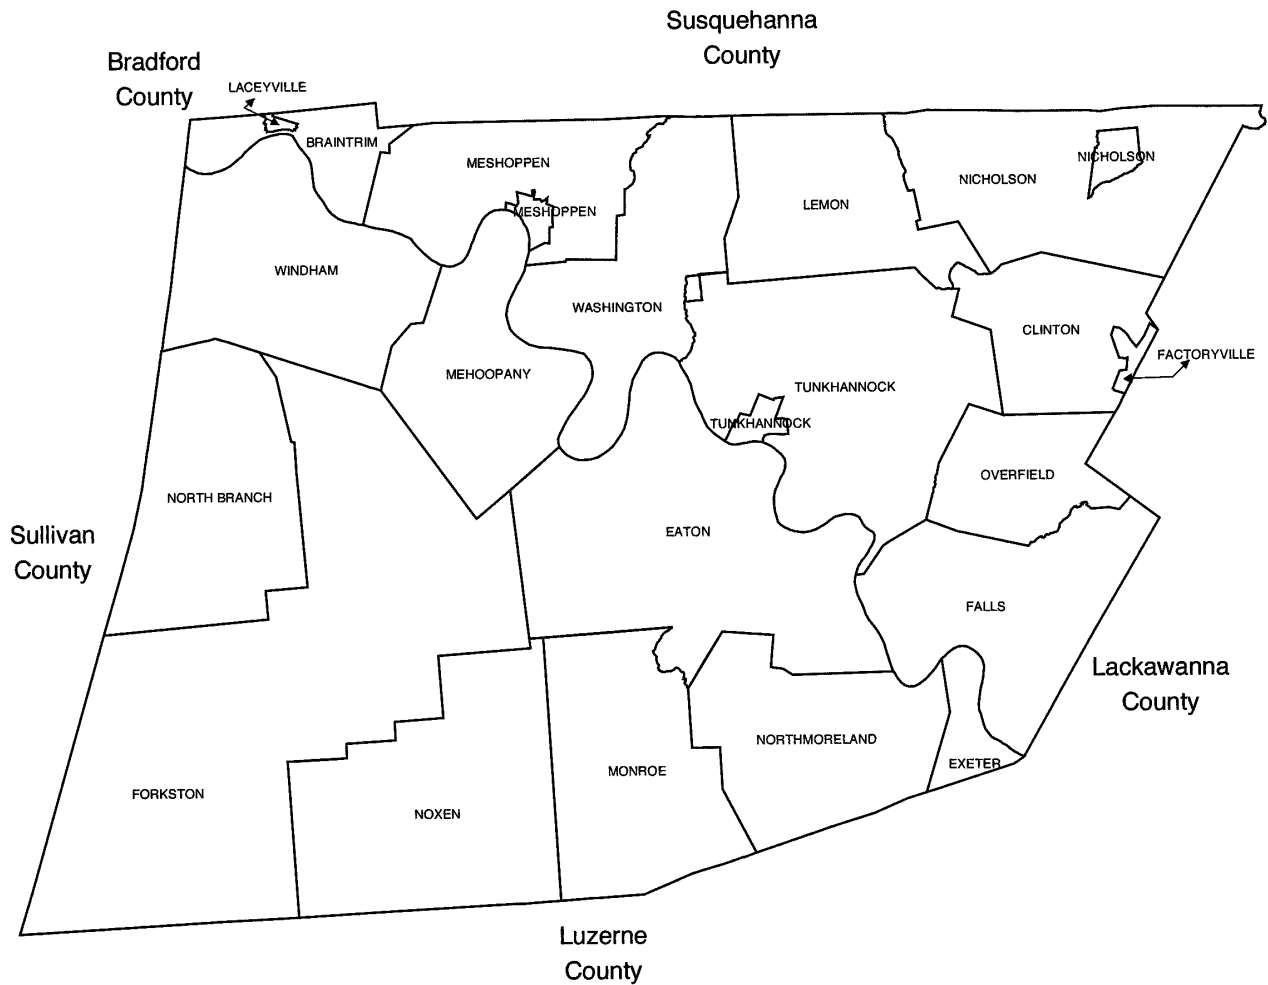 Susquehanna
County
Bradford
County
LACEYVILLE
BRAINTRIM
MESHOPPEN
NICHOLSON
NICHOLSON
LEMON
MESHOPPEN
WINDHAM
WASHINGTON
CLINTON
FACTORYVILLE
MEHOOPANY
TUNKHANNOCK
TUNKHANNOCK
OVERFIELD
NORTH BRANCH
EATON
Sullivan
County
FALLS
Lackawanna
County
NORTHMORELAND
EXETER
MONROE
FORKSTON
NOXEN
Luzerne
County